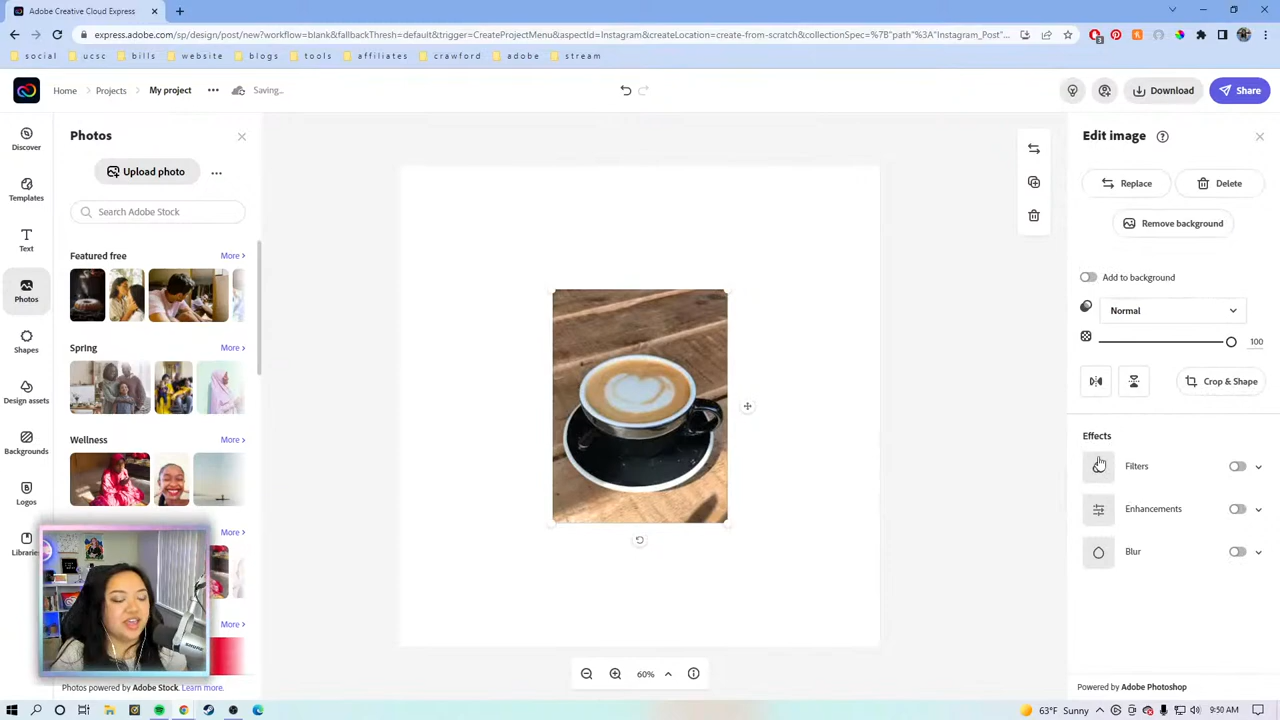 Adobe Creative Cloud Express
express.adobe.com/sp/design/post/new?workflow=blank&fallbackThresh=default&trigger=CreateProjectMenu&aspectId=Instagram&createLocation=create-from-scratch&collectionSpec=%7B"path"%3A"Instagram_Post"...
social
utils
bills
website
blogs
tools
affiliates
crawford
adobe
stream
Home
Projects
My project
Saving...
Download
Share
Discover
Templates
Text
Photos
Shapes
Design assets
Backgrounds
Logos
Libraries
Photos
Upload photo
Search Adobe Stock
Featured free
More >
Spring
More >
Wellness
More >
More >
More >
Photos powered by Adobe Stock. Learn more.
60%
Edit image
Replace
Delete
Remove background
Add to background
Normal
100
Crop & Shape
Effects
Filters
Enhancements
Blur
Powered by Adobe Photoshop
63°F Sunny
9:50 AM